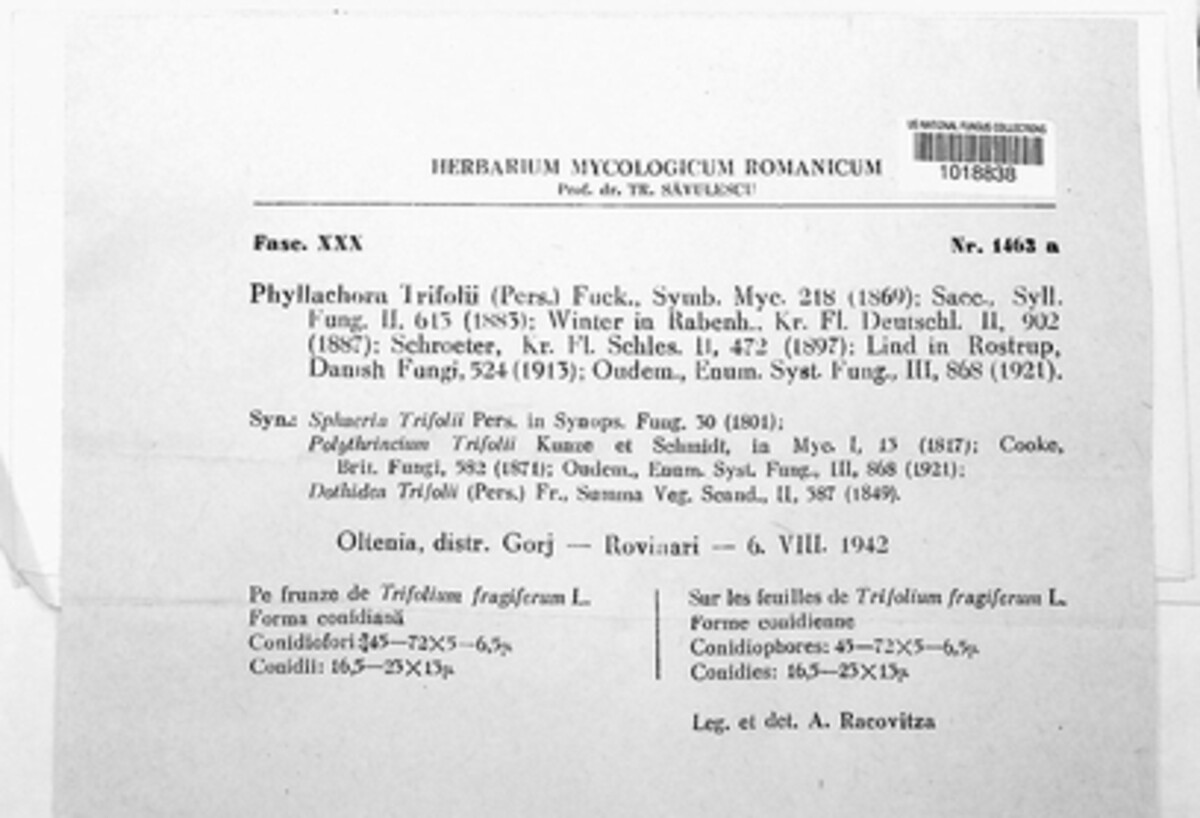 US NATIONAL FUNGUS COLLECTIONS
1018838
HERBARIUM MYCOLOGICUM ROMANICUM
Prof. dr. TR. SĂVULESCU
Fasc. XXX Nr. 1463 a
Phyllachora Trifolii (Pers.) Fuck., Symb. Myc. 218 (1869); Sacc., Syll.
Fung. II, 613 (1883); Winter in Rabenh., Kr. Fl. Deutschl. II, 902
(1887); Schroeter, Kr. Fl. Schles. II, 472 (1897); Lind in Rostrup,
Danish Fungi, 524 (1913); Oudem., Enum. Syst. Fung., III, 868 (1921).
Syn.: Sphaeria Trifolii Pers. in Synops. Fung. 30 (1801);
Polythrincium Trifolii Kunze et Schmidt, in Myc. I, 13 (1817); Cooke,
Brit. Fungi, 582 (1871); Oudem., Enum. Syst. Fung., III, 868 (1921);
Dothidea Trifolii (Pers.) Fr., Summa Veg. Scand., II, 387 (1849).
Oltenia, distr. Gorj — Rovinari — 6. VIII. 1942
Pe frunze de Trifolium fragiferum L.
Forma conidiană
Conidiofori: 45—72×5—6,5µ.
Conidii: 16,5—23×13µ.
Sur les feuilles de Trifolium fragiferum L.
Forme conidienne
Conidiophores: 45—72×5—6,5µ.
Conidies: 16,5—23×13µ.
Leg. et det. A. Racovitza